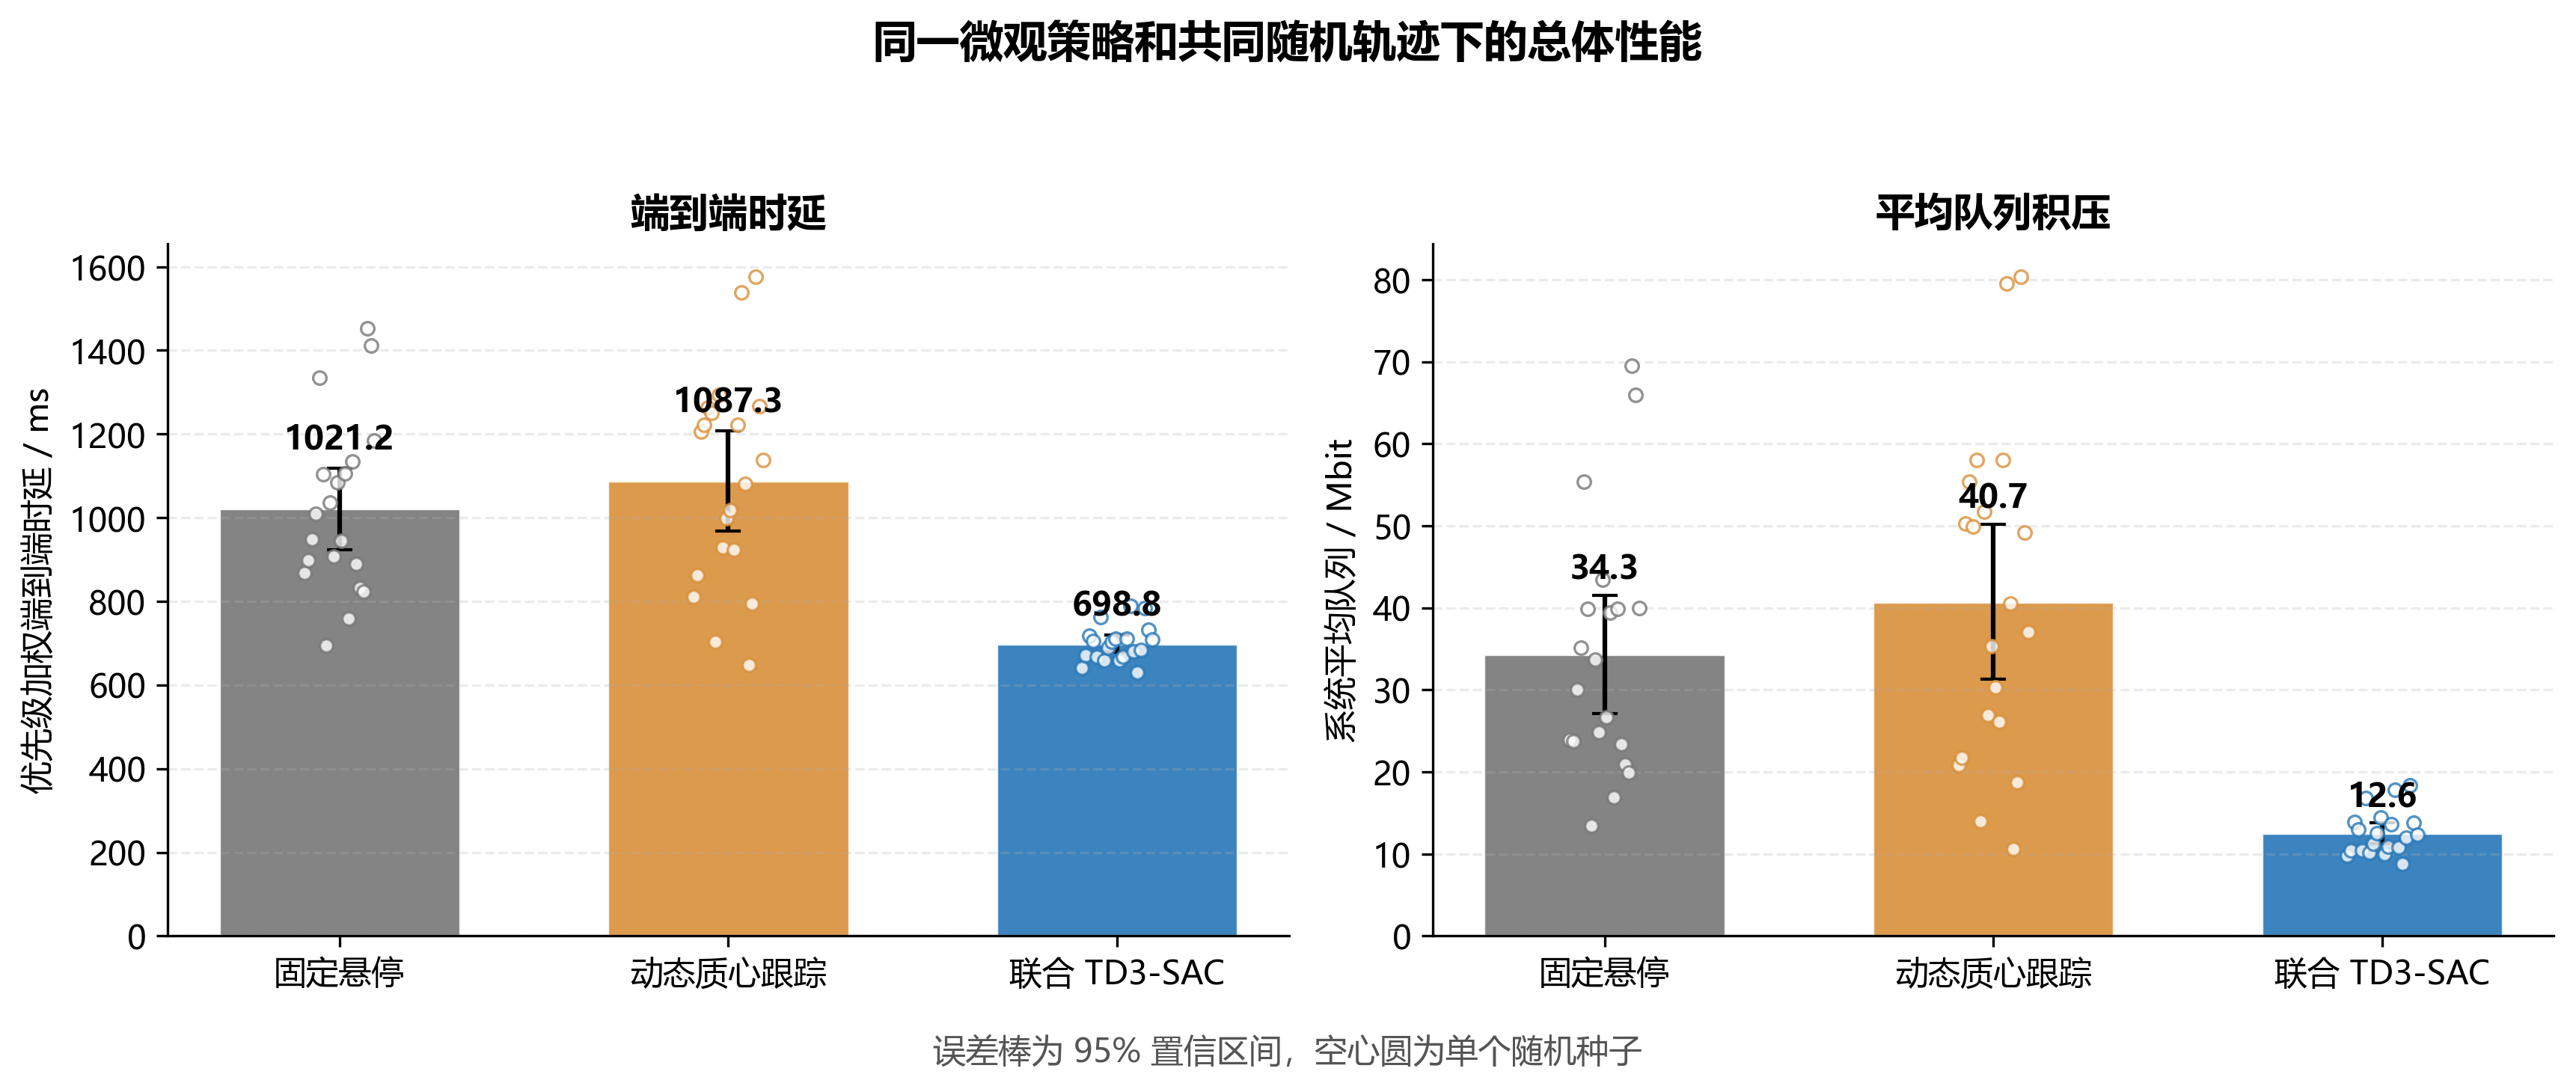 同一微观策略和共同随机轨迹下的总体性能
端到端时延
优先级加权端到端时延 / ms
1600
1400
1200
1000
800
600
400
200
0
1021.2
1087.3
698.8
固定悬停
动态质心跟踪
联合 TD3-SAC
平均队列积压
系统平均队列 / Mbit
80
70
60
50
40
30
20
10
0
34.3
40.7
12.6
固定悬停
动态质心跟踪
联合 TD3-SAC
误差棒为 95% 置信区间，空心圆为单个随机种子